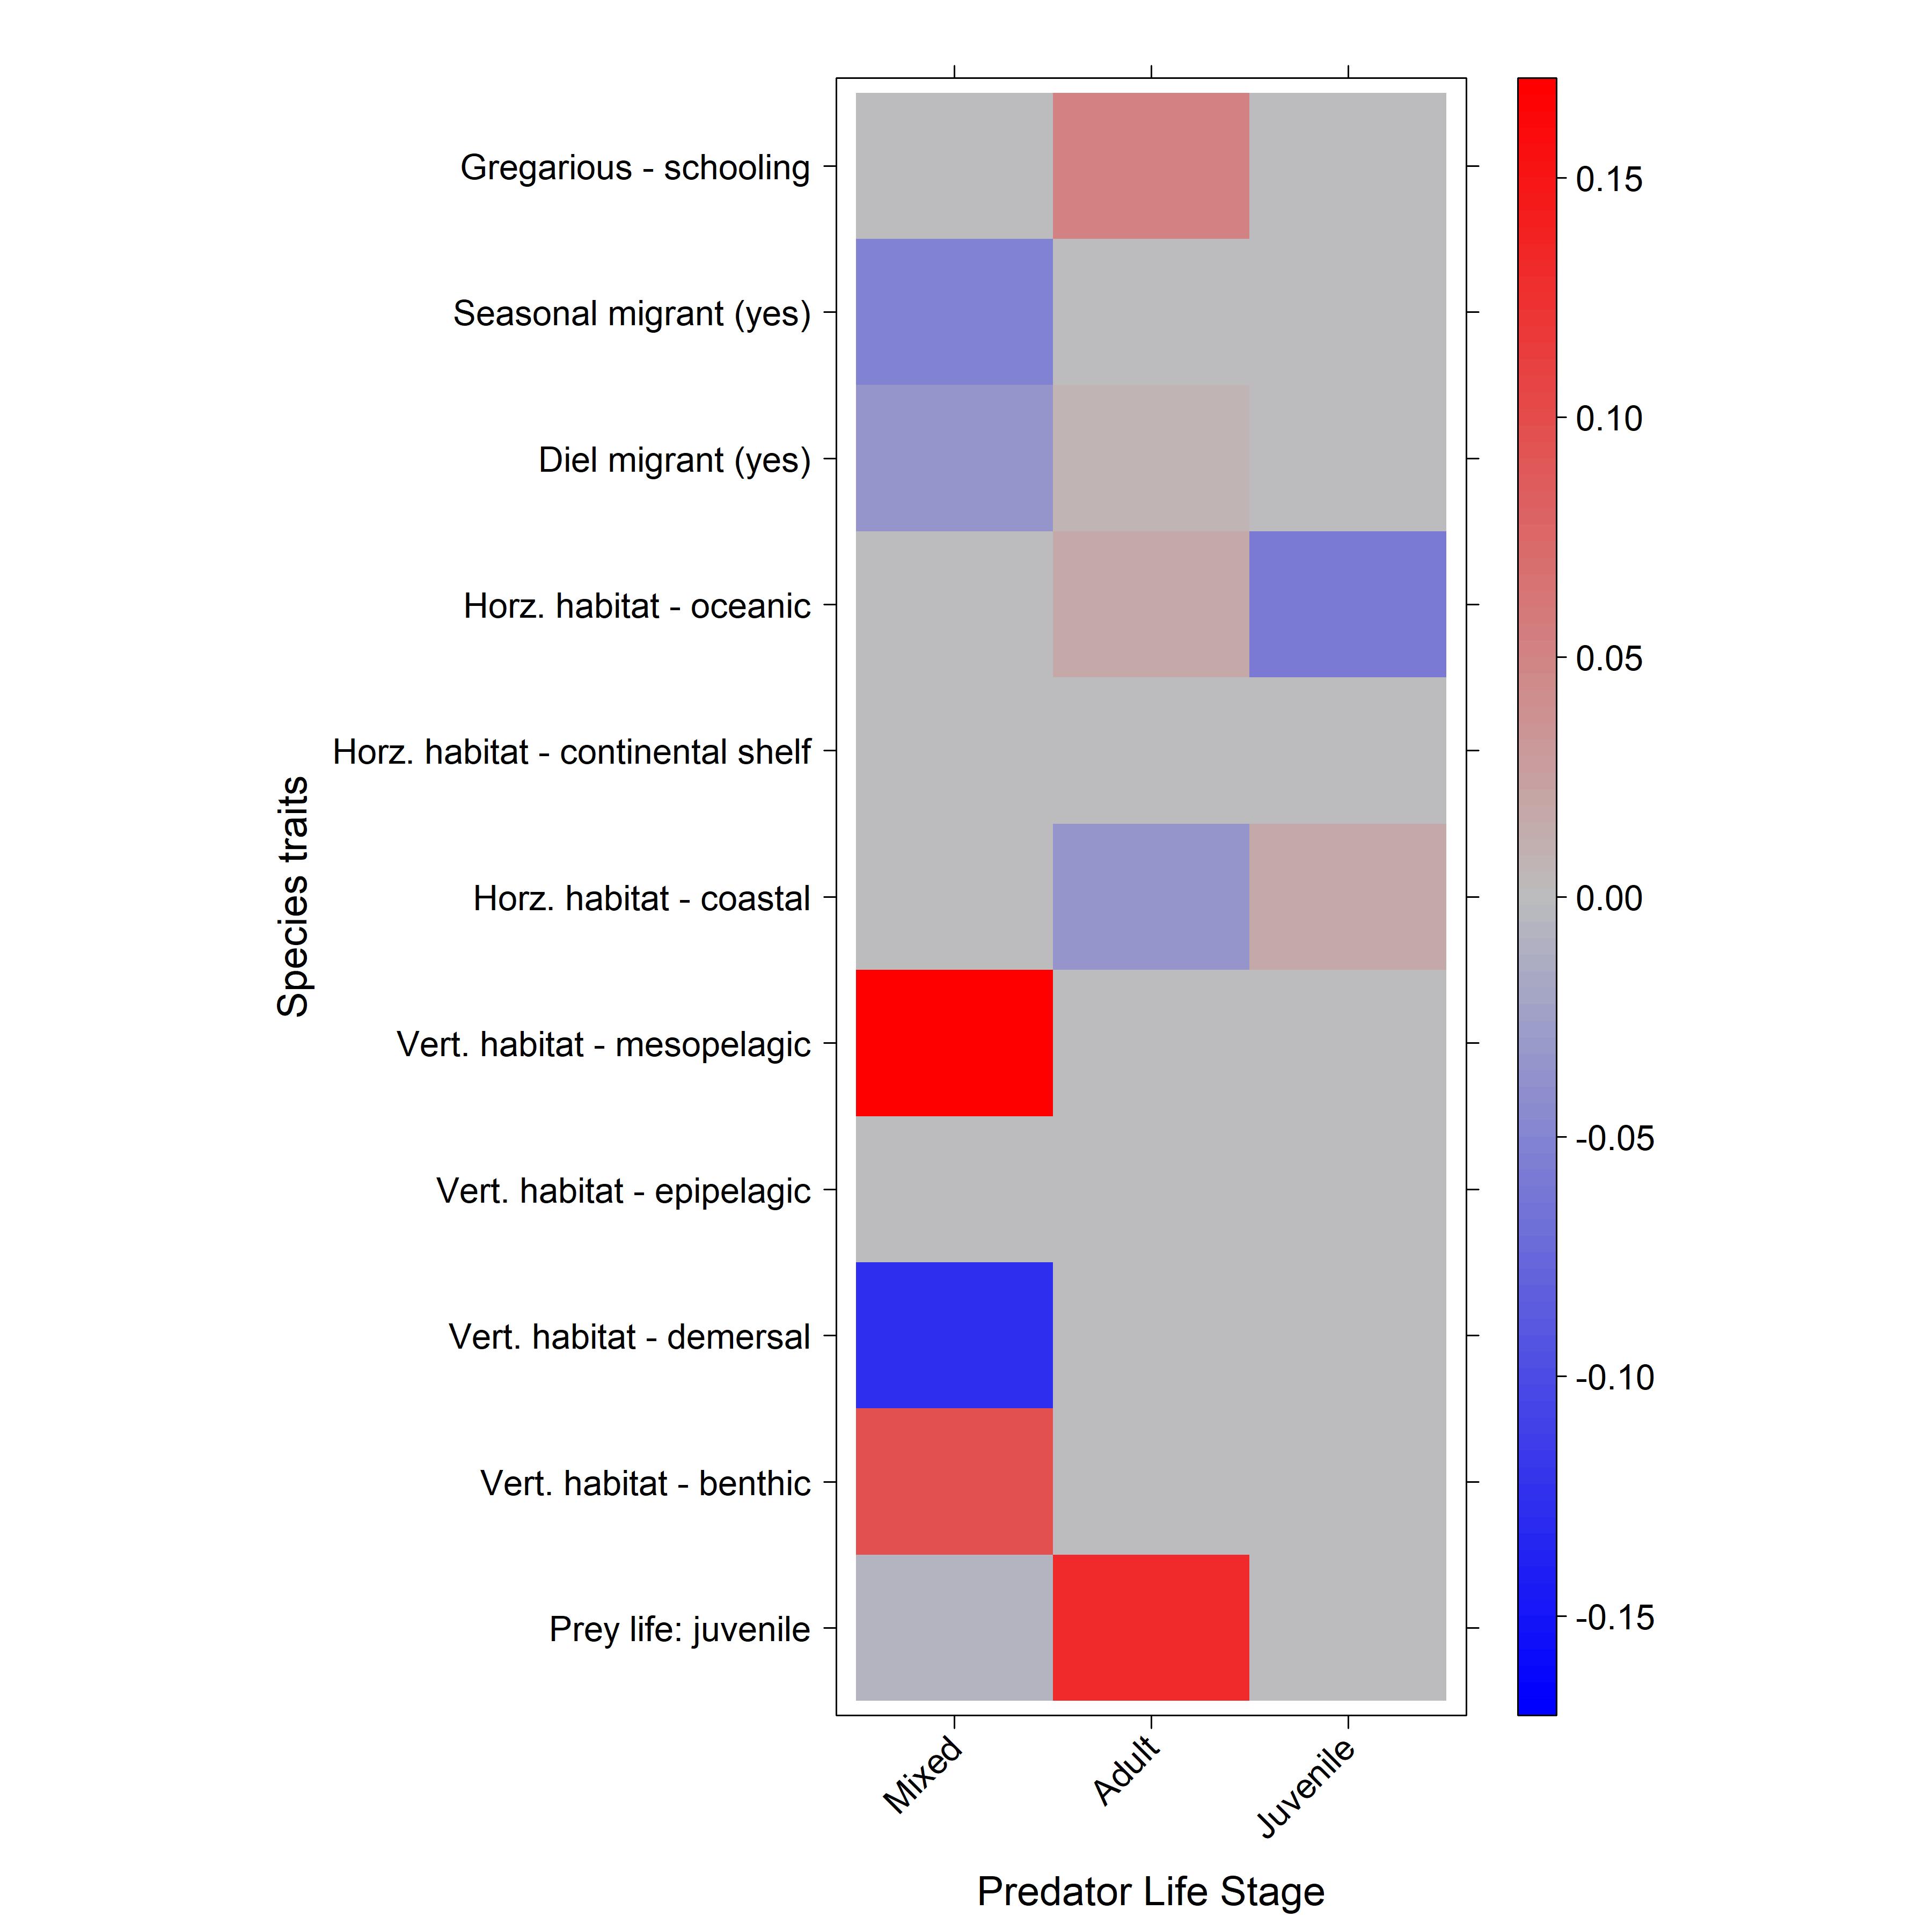 Species traits
Gregarious - schooling
Seasonal migrant (yes)
Diel migrant (yes)
Horz. habitat - oceanic
Horz. habitat - continental shelf
Horz. habitat - coastal
Vert. habitat - mesopelagic
Vert. habitat - epipelagic
Vert. habitat - demersal
Vert. habitat - benthic
Prey life: juvenile
Mixed
Adult
Juvenile
Predator Life Stage
0.15
0.10
0.05
0.00
-0.05
-0.10
-0.15